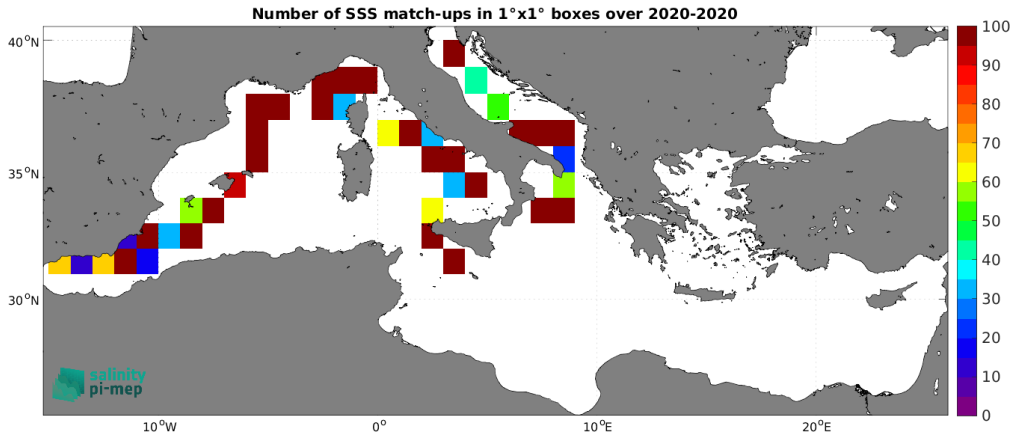 Number of SSS match-ups in 1°x1° boxes over 2020-2020
40°N
35°N
30°N
10°W
0°
10°E
20°E
100
90
80
70
60
50
40
30
20
10
0
salinity
pi-mep